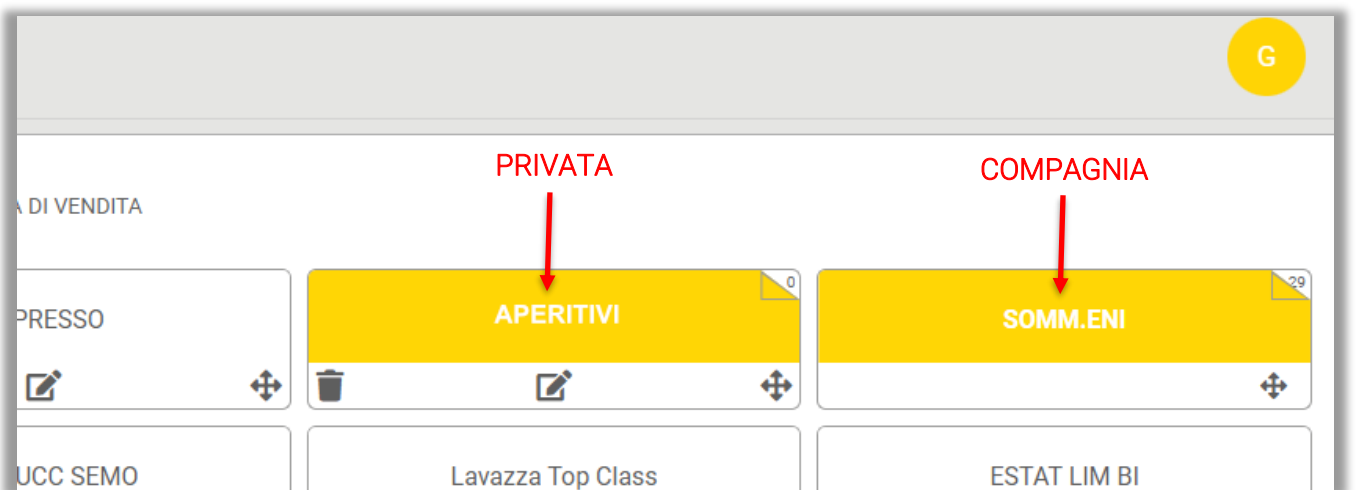 G
PRIVATA
COMPAGNIA
DI VENDITA
0
29
PRESSO
APERITIVI
SOMM.ENI
UCC SEMO
Lavazza Top Class
ESTAT LIM BI